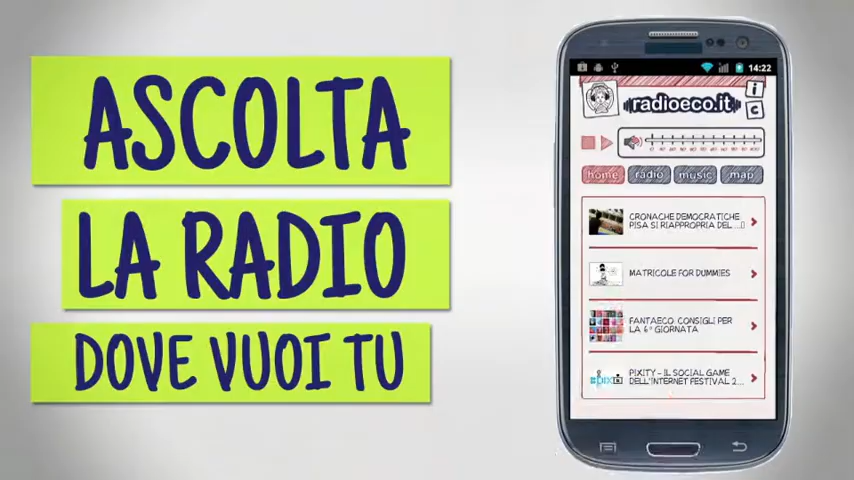 ASCOLTA
LA RADIO
DOVE VUOI TU
14:22
radioeco.it
i
c
home
radio
music
map
CRONACHE DEMOCRATICHE:
PISA SI RIAPPROPRIA DEL ...
MATRICOLE FOR DUMMIES
FANTAECO: CONSIGLI PER
LA 6° GIORNATA
PIXITY - IL SOCIAL GAME
DELL'INTERNET FESTIVAL 2...